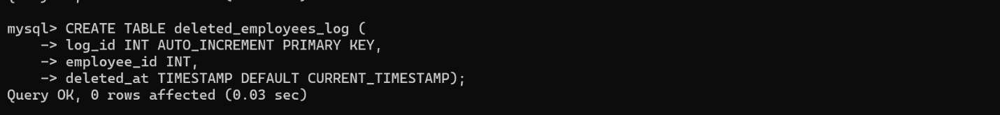 mysql> CREATE TABLE deleted_employees_log (
    -> log_id INT AUTO_INCREMENT PRIMARY KEY,
    -> employee_id INT,
    -> deleted_at TIMESTAMP DEFAULT CURRENT_TIMESTAMP);
Query OK, 0 rows affected (0.03 sec)